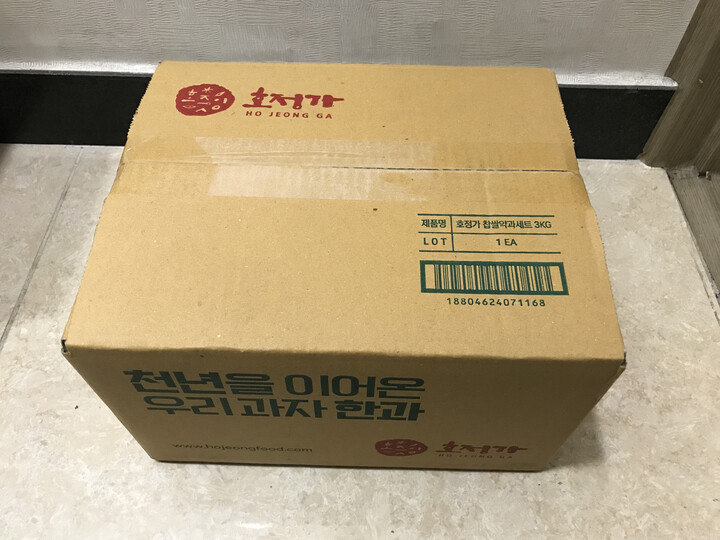 호정가
HO JEONG GA
제품명 호정가 찹쌀약과세트 3KG
LOT 1 EA
18804624071168
천년을 이어온
우리 과자 한과
www.hojeongfood.com
호정가
HO JEONG GA